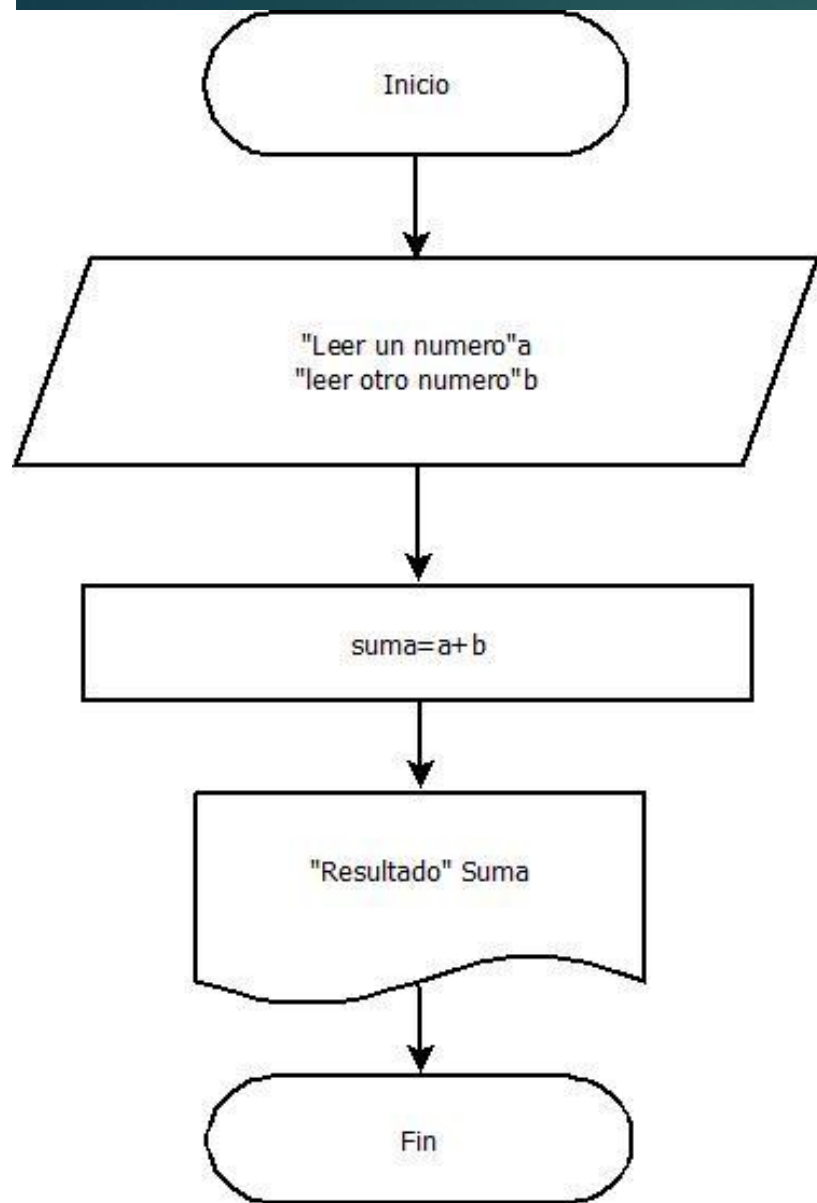 Inicio
"Leer un numero"a
"leer otro numero"b
suma=a+b
"Resultado" Suma
Fin